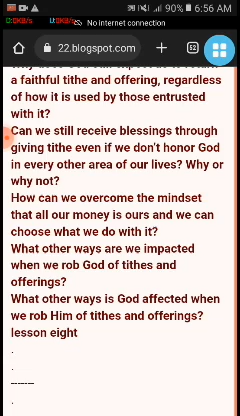 D:0KB/s U:0KB/s
90% 6:56 AM
No internet connection
22.blogspot.com
52
a faithful tithe and offering, regardless
of how it is used by those entrusted
with it?
Can we still receive blessings through
giving tithe even if we don't honor God
in every other area of our lives? Why or
why not?
How can we overcome the mindset
that all our money is ours and we can
choose what we do with it?
What other ways are we impacted
when we rob God of tithes and
offerings?
What other ways is God affected when
we rob Him of tithes and offerings?
lesson eight
.
.
-------
.